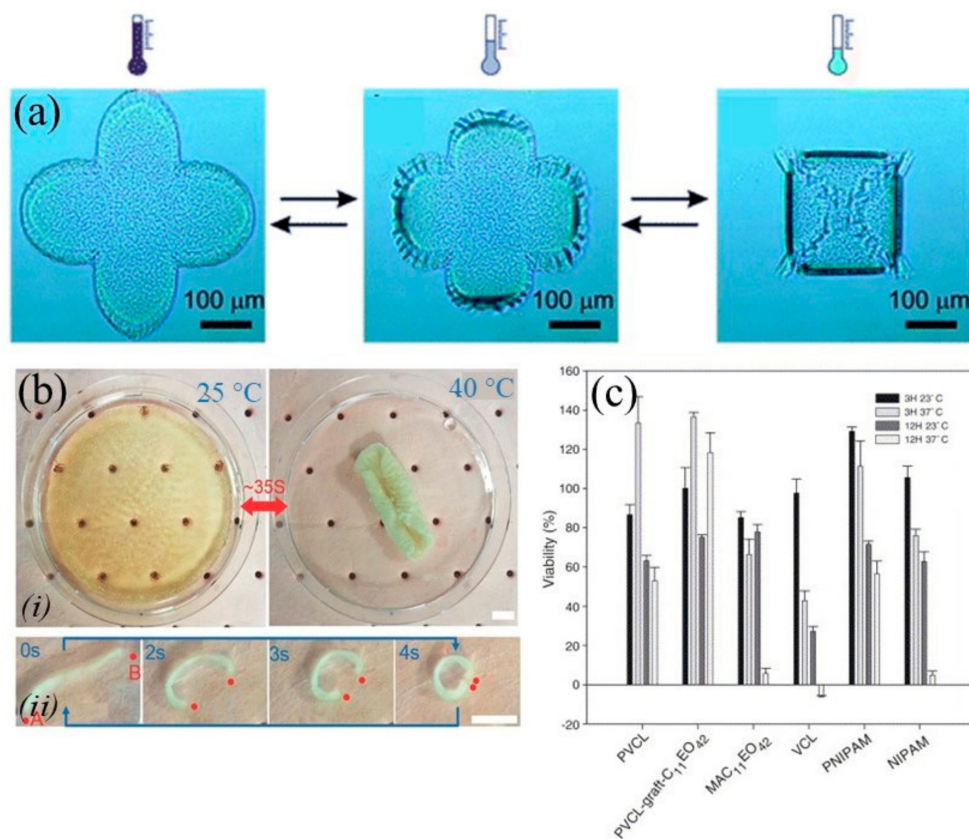 (a)
100 μm
100 μm
100 μm
(b)
25 °C
40 °C
~35S
(i)
0s
2s
3s
4s
B
A
(ii)
(c)
160
140
120
100
80
60
40
20
0
-20
Viability (%)
3H 23°C
3H 37°C
12H 23°C
12H 37°C
PVCL
PVCL-graft-C₁₁EO₄₂
MAC₁₁EO₄₂
VCL
PNIPAM
NIPAM